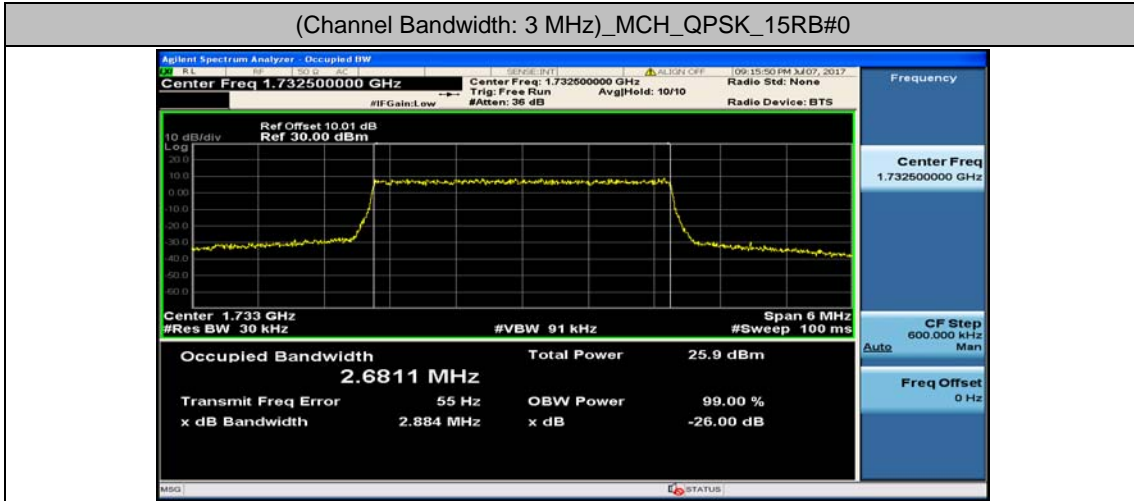 (Channel Bandwidth: 3 MHz)_MCH_QPSK_15RB#0
Agilent Spectrum Analyzer - Occupied BW
RL RF 50 Ω AC SENSE:INT ALIGN OFF 09:15:50 PM Jul 07, 2017
Center Freq 1.732500000 GHz
Center Freq: 1.732500000 GHz
Radio Std: None
Trig: Free Run Avg|Hold: 10/10
#IFGain:Low #Atten: 36 dB Radio Device: BTS
Ref Offset 10.01 dB
10 dB/div Ref 30.00 dBm
Log
20.0
10.0
0.00
-10.0
-20.0
-30.0
-40.0
-50.0
-60.0
Center 1.733 GHz Span 6 MHz
#Res BW 30 kHz #VBW 91 kHz #Sweep 100 ms
Occupied Bandwidth Total Power 25.9 dBm
2.6811 MHz
Transmit Freq Error 55 Hz OBW Power 99.00 %
x dB Bandwidth 2.884 MHz x dB -26.00 dB
MSG STATUS
Frequency
Center Freq
1.732500000 GHz
CF Step
600.000 kHz
Auto Man
Freq Offset
0 Hz